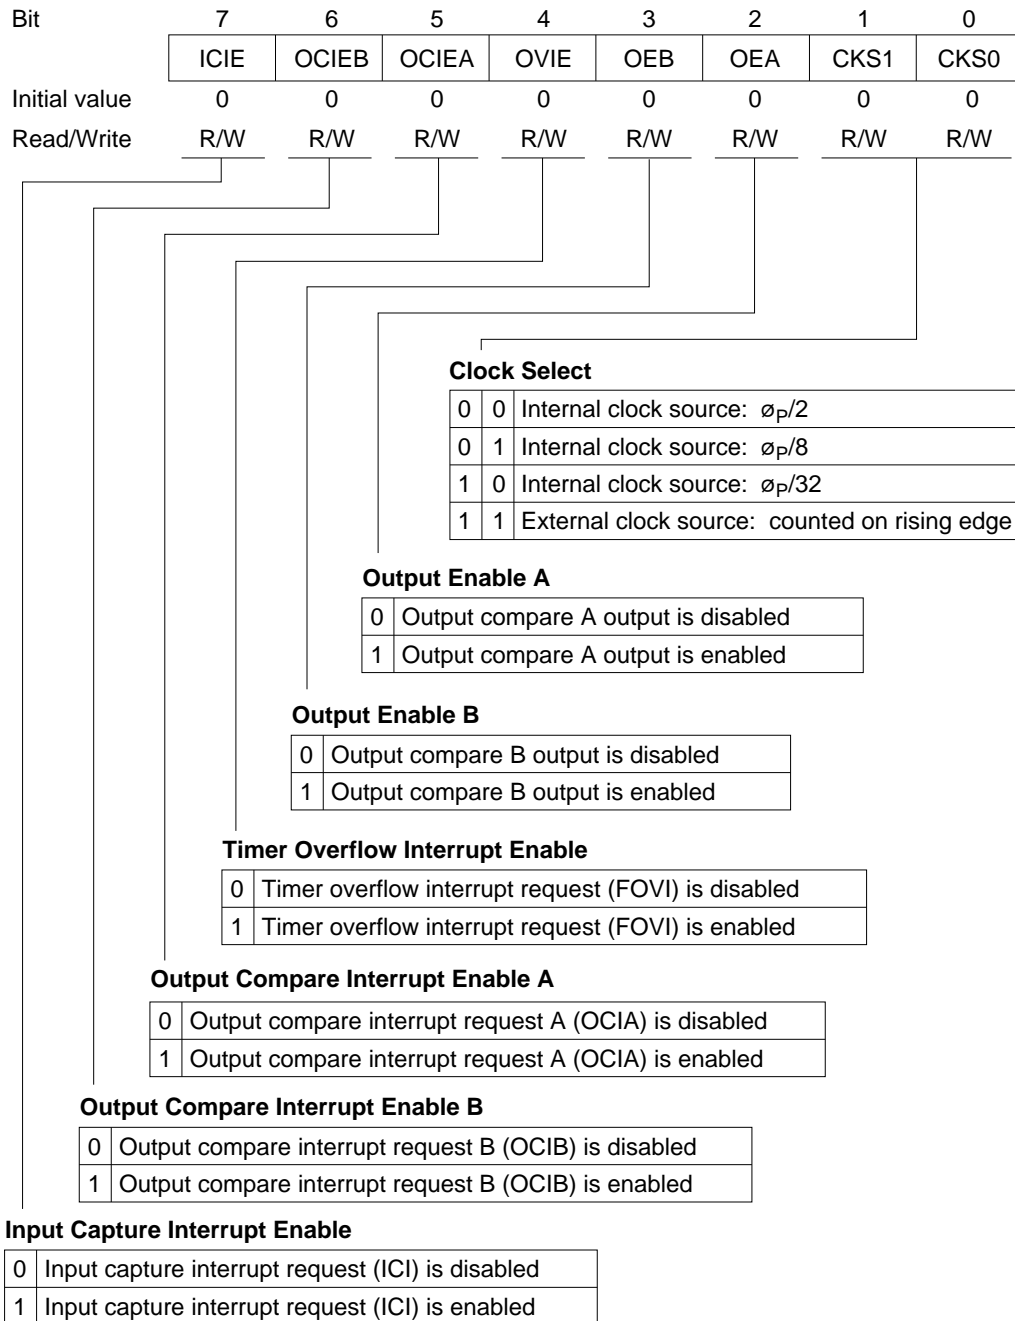 Bit 7 6 5 4 3 2 1 0
ICIE OCIEB OCIEA OVIE OEB OEA CKS1 CKS0
Initial value 0 0 0 0 0 0 0 0
Read/Write R/W R/W R/W R/W R/W R/W R/W R/W
Clock Select
0 0 Internal clock source: øP/2
0 1 Internal clock source: øP/8
1 0 Internal clock source: øP/32
1 1 External clock source: counted on rising edge
Output Enable A
0 Output compare A output is disabled
1 Output compare A output is enabled
Output Enable B
0 Output compare B output is disabled
1 Output compare B output is enabled
Timer Overflow Interrupt Enable
0 Timer overflow interrupt request (FOVI) is disabled
1 Timer overflow interrupt request (FOVI) is enabled
Output Compare Interrupt Enable A
0 Output compare interrupt request A (OCIA) is disabled
1 Output compare interrupt request A (OCIA) is enabled
Output Compare Interrupt Enable B
0 Output compare interrupt request B (OCIB) is disabled
1 Output compare interrupt request B (OCIB) is enabled
Input Capture Interrupt Enable
0 Input capture interrupt request (ICI) is disabled
1 Input capture interrupt request (ICI) is enabled